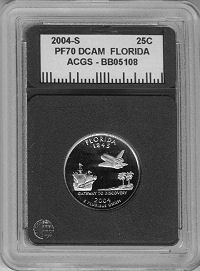 2004-S 25C
PF70 DCAM FLORIDA
ACGS - BB05108
FLORIDA
1845
GATEWAY TO DISCOVERY
2004
E PLURIBUS UNUM